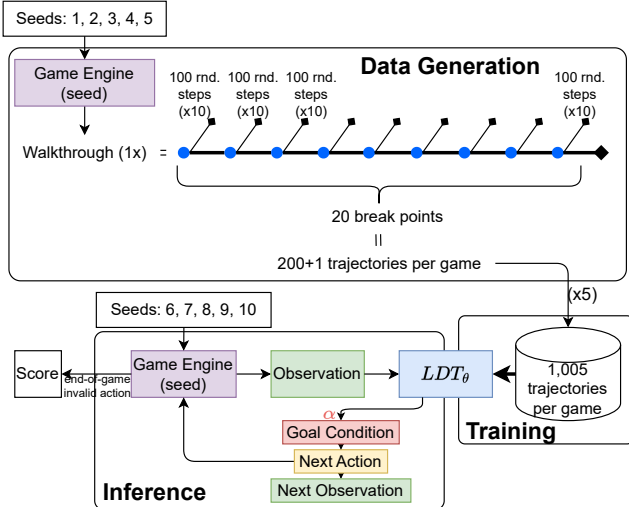 Seeds: 1, 2, 3, 4, 5
Data Generation
Game Engine
(seed)
100 rnd.
steps
(x10)
100 rnd.
steps
(x10)
100 rnd.
steps
(x10)
100 rnd.
steps
(x10)
Walkthrough (1x) =
20 break points
=
200+1 trajectories per game
(x5)
Seeds: 6, 7, 8, 9, 10
Score
end-of-game
invalid action
Game Engine
(seed)
Observation
LDT_θ
1,005
trajectories
per game
Training
α
Goal Condition
Next Action
Next Observation
Inference